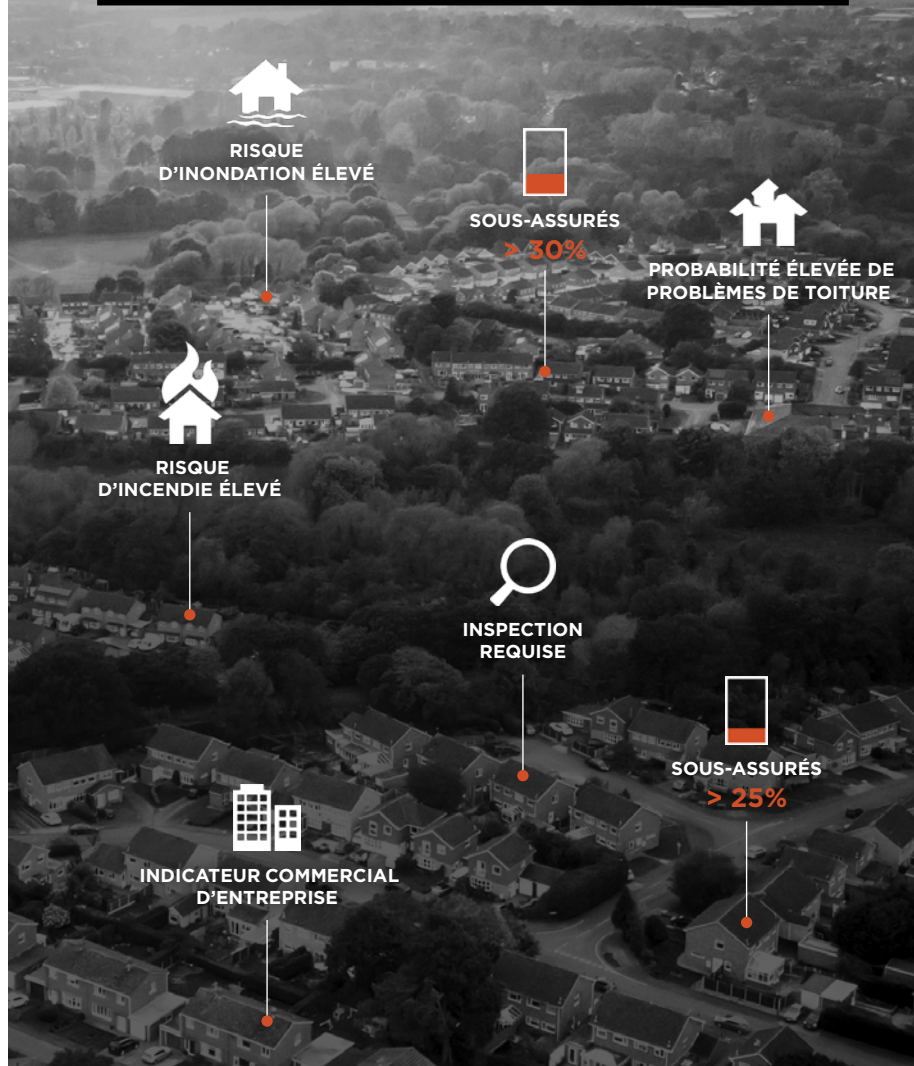 RISQUE
D'INONDATION ÉLEVÉ
SOUS-ASSURÉS
> 30%
PROBABILITÉ ÉLEVÉE DE
PROBLÈMES DE TOITURE
RISQUE
D'INCENDIE ÉLEVÉ
INSPECTION
REQUISE
SOUS-ASSURÉS
> 25%
INDICATEUR COMMERCIAL
D'ENTREPRISE